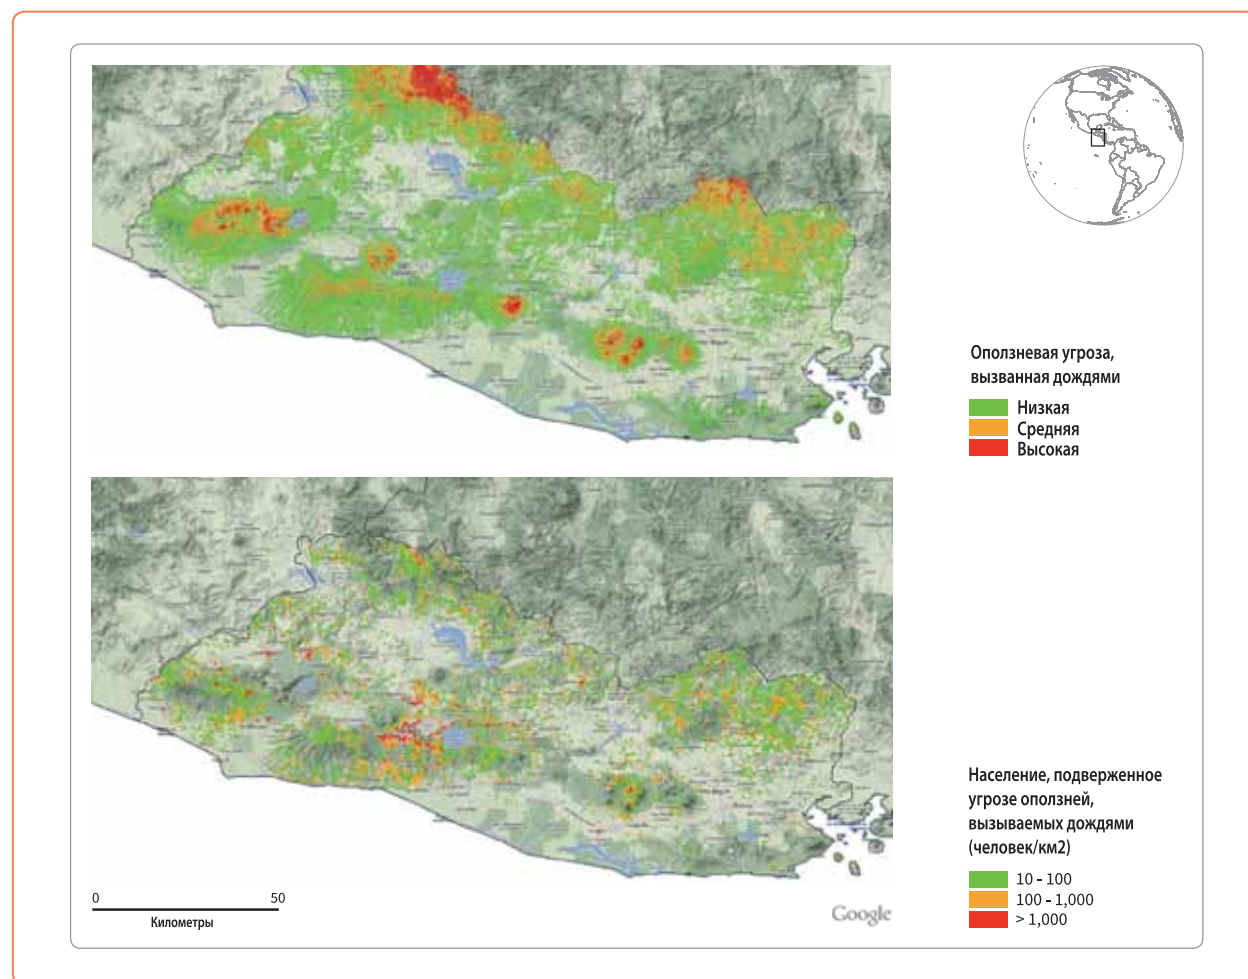 Оползневая угроза,
вызванная дождями
Низкая
Средняя
Высокая
Население, подверженное
угрозе оползней,
вызываемых дождями
(человек/км2)
10 - 100
100 - 1,000
> 1,000
0 50
Километры
Google